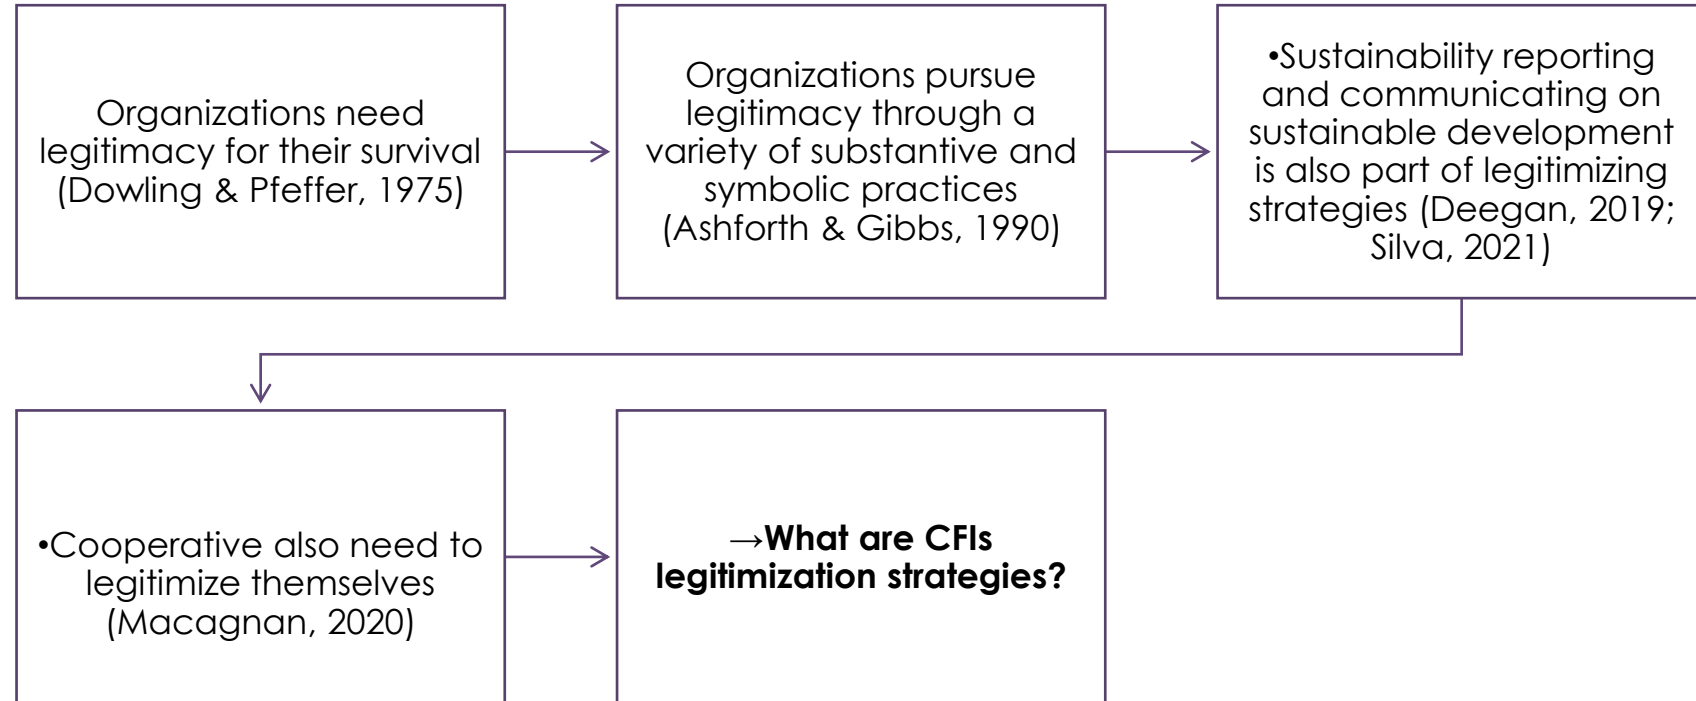 Organizations need
legitimacy for their survival
(Dowling & Pfeffer, 1975)
Organizations pursue
legitimacy through a
variety of substantive and
symbolic practices
(Ashforth & Gibbs, 1990)
•Sustainability reporting
and communicating on
sustainable development
is also part of legitimizing
strategies (Deegan, 2019;
Silva, 2021)
•Cooperative also need to
legitimize themselves
(Macagnan, 2020)
→What are CFIs
legitimization strategies?